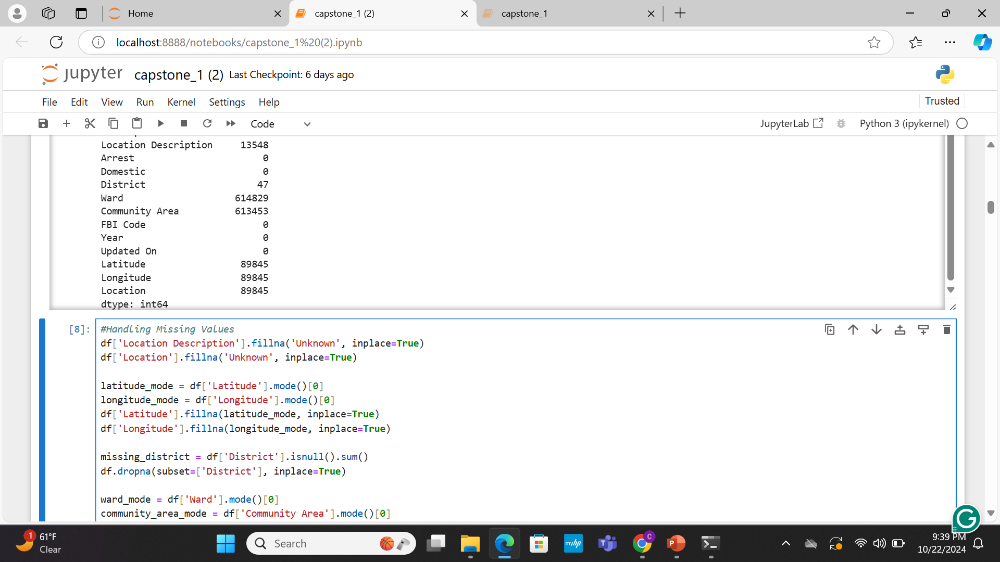 Home
capstone_1 (2)
capstone_1
localhost:8888/notebooks/capstone_1%20(2).ipynb
jupyter capstone_1 (2) Last Checkpoint: 6 days ago
File Edit View Run Kernel Settings Help
Trusted
Code
JupyterLab
Python 3 (ipykernel)
Location Description 13548
Arrest 0
Domestic 0
District 47
Ward 614829
Community Area 613453
FBI Code 0
Year 0
Updated On 0
Latitude 89845
Longitude 89845
Location 89845
dtype: int64
[8]: #Handling Missing Values
df['Location Description'].fillna('Unknown', inplace=True)
df['Location'].fillna('Unknown', inplace=True)
latitude_mode = df['Latitude'].mode()[0]
longitude_mode = df['Longitude'].mode()[0]
df['Latitude'].fillna(latitude_mode, inplace=True)
df['Longitude'].fillna(longitude_mode, inplace=True)
missing_district = df['District'].isnull().sum()
df.dropna(subset=['District'], inplace=True)
ward_mode = df['Ward'].mode()[0]
community_area_mode = df['Community Area'].mode()[0]
G
1
61°F
Clear
Search
myhp
T
C
P
9:39 PM
10/22/2024